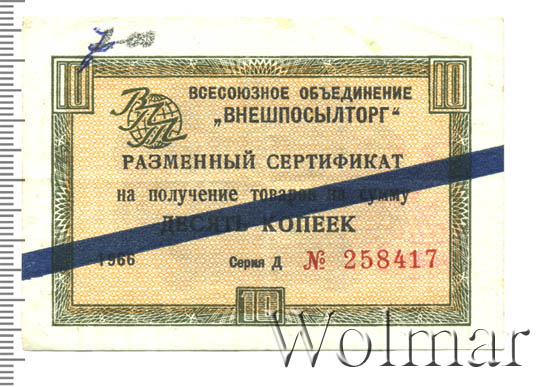 10 10
ВПТ
ВСЕСОЮЗНОЕ ОБЪЕДИНЕНИЕ
„ВНЕШПОСЫЛТОРГ“
РАЗМЕННЫЙ СЕРТИФИКАТ
на получение товаров на сумму
ДЕСЯТЬ КОПЕЕК
1966 Серия Д № 258417
10
Wolmar